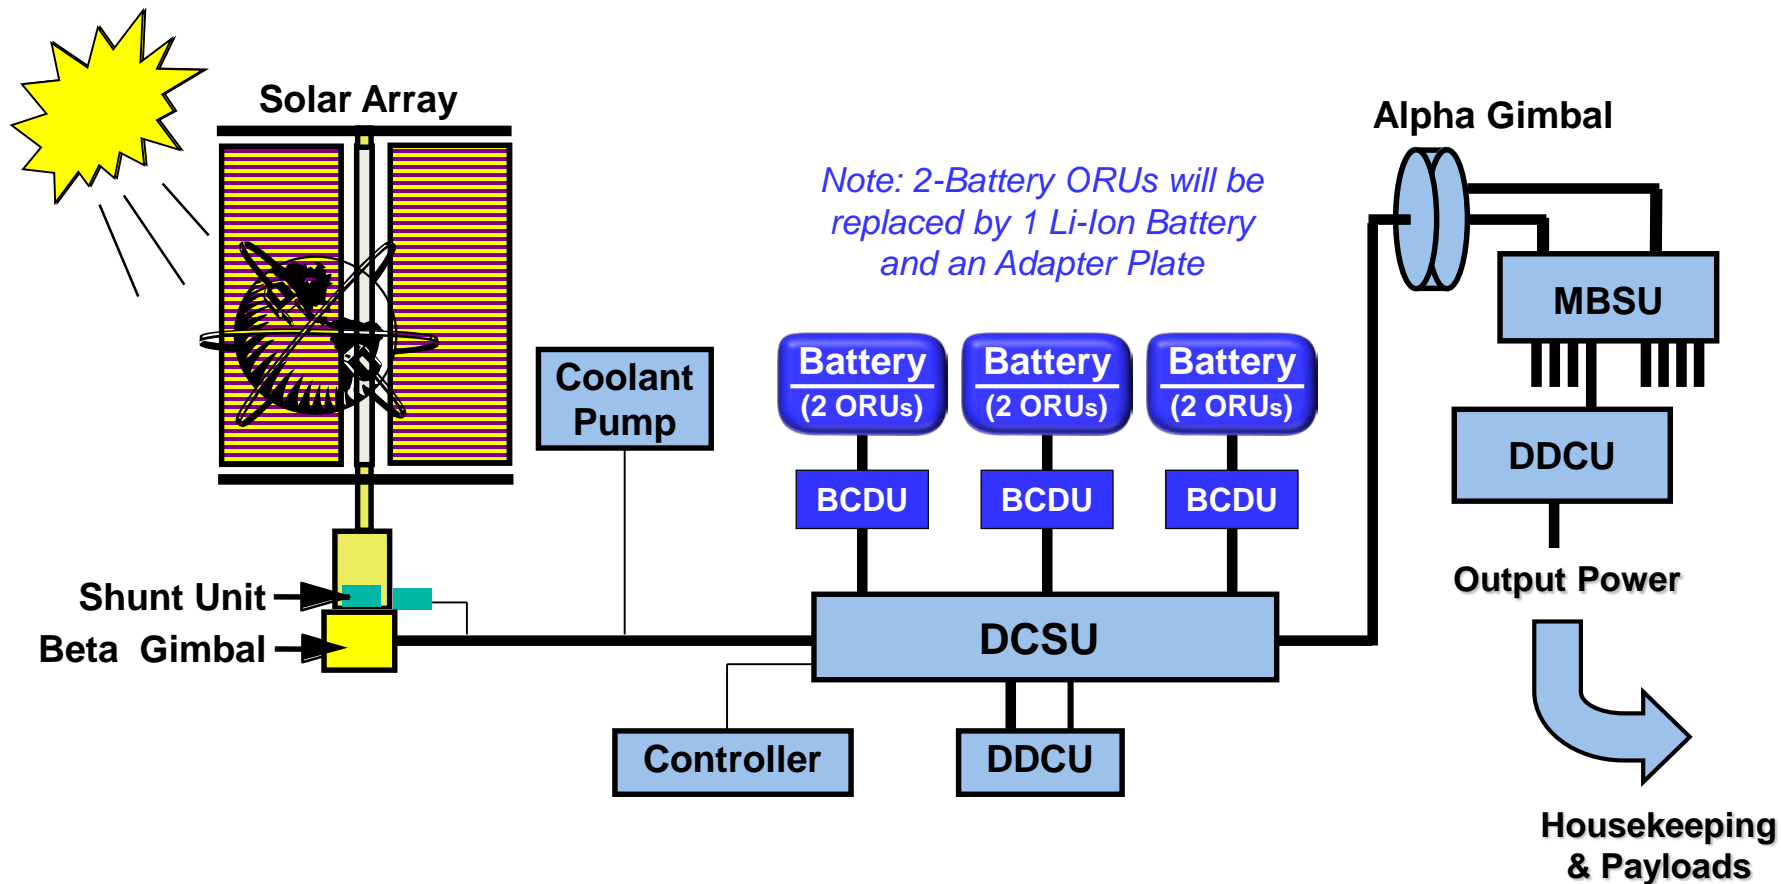 Solar Array
Alpha Gimbal
Note: 2-Battery ORUs will be
replaced by 1 Li-Ion Battery
and an Adapter Plate
MBSU
Coolant
Pump
Battery
(2 ORUs)
Battery
(2 ORUs)
Battery
(2 ORUs)
DDCU
BCDU
BCDU
BCDU
Shunt Unit
Beta Gimbal
DCSU
Output Power
Controller
DDCU
Housekeeping
& Payloads